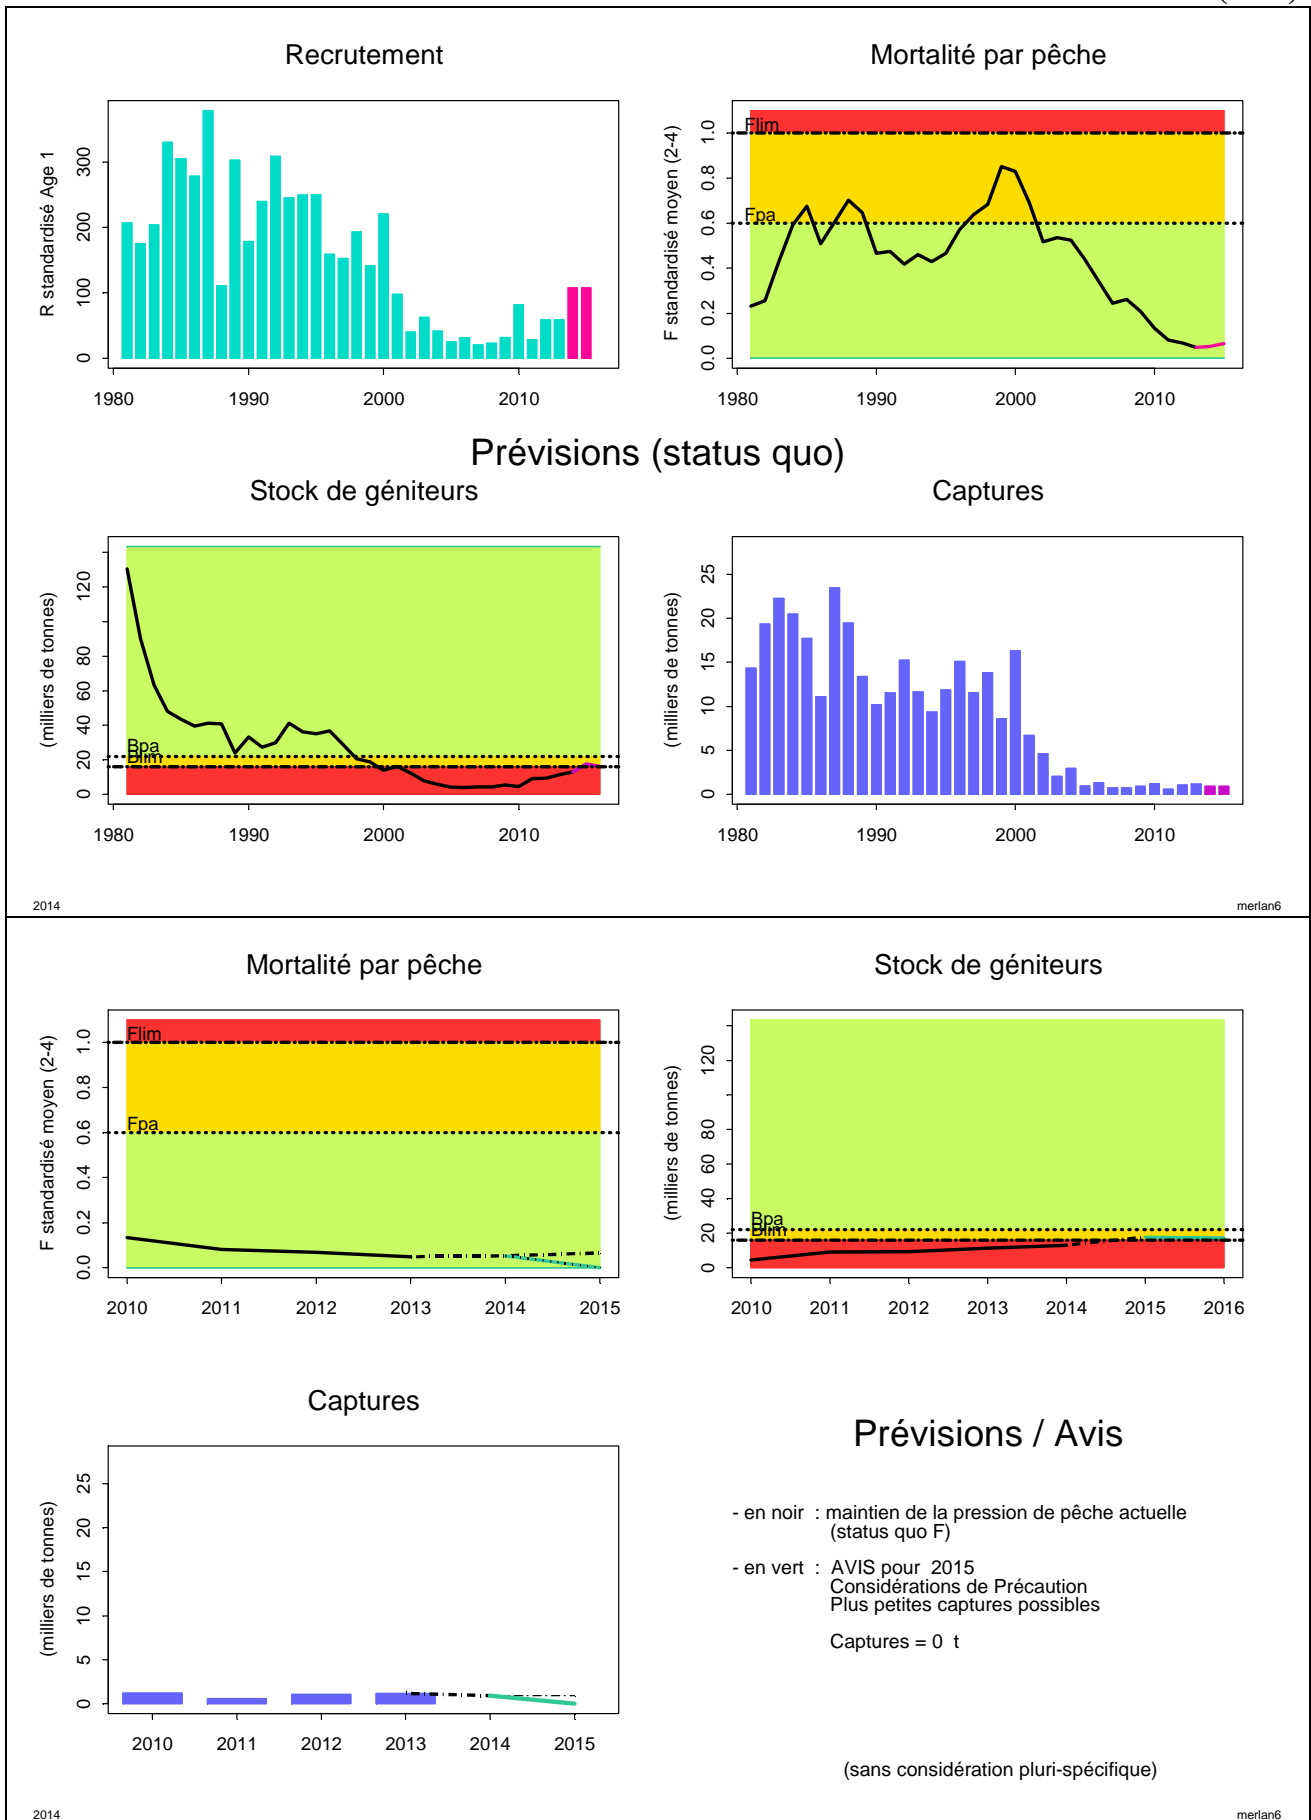 Recrutement
R standardisé Age 1
0 100 200 300
1980 1990 2000 2010
Mortalité par pêche
F standardisé moyen (2-4)
0.0 0.2 0.4 0.6 0.8 1.0
Flim
Fpa
1980 1990 2000 2010
Prévisions (status quo)
Stock de géniteurs
(milliers de tonnes)
0 20 40 60 80 120
Bpa
Blim
1980 1990 2000 2010
Captures
(milliers de tonnes)
0 5 10 15 20 25
1980 1990 2000 2010
2014
merlan6
Mortalité par pêche
F standardisé moyen (2-4)
0.0 0.2 0.4 0.6 0.8 1.0
Flim
Fpa
2010 2011 2012 2013 2014 2015
Stock de géniteurs
(milliers de tonnes)
0 20 40 60 80 120
Bpa
Blim
2010 2011 2012 2013 2014 2015 2016
Captures
(milliers de tonnes)
0 5 10 15 20 25
2010 2011 2012 2013 2014 2015
Prévisions / Avis
- en noir : maintien de la pression de pêche actuelle
(status quo F)
- en vert : AVIS pour 2015
Considérations de Précaution
Plus petites captures possibles
Captures = 0 t
(sans considération pluri-spécifique)
2014
merlan6